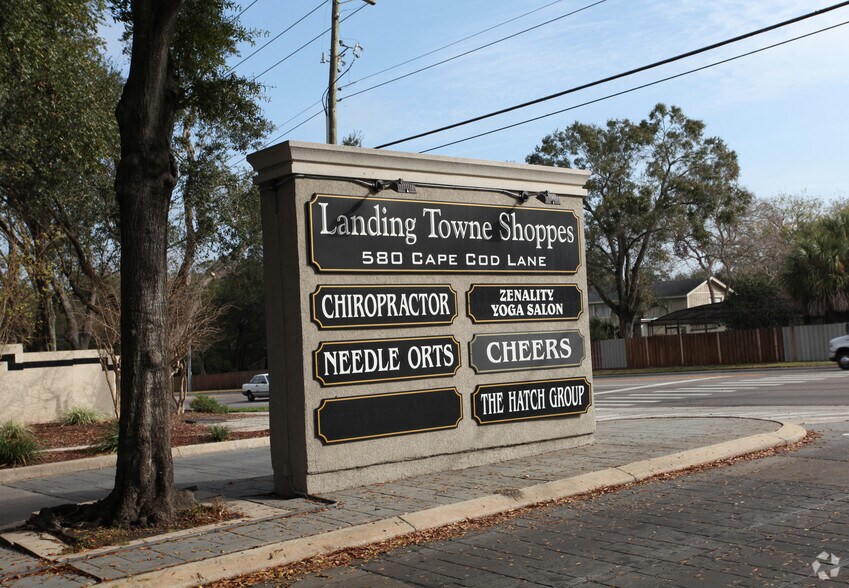 Landing Towne Shoppes
580 Cape Cod Lane
CHIROPRACTOR
ZENALITY
YOGA SALON
NEEDLE ORTS
CHEERS
THE HATCH GROUP